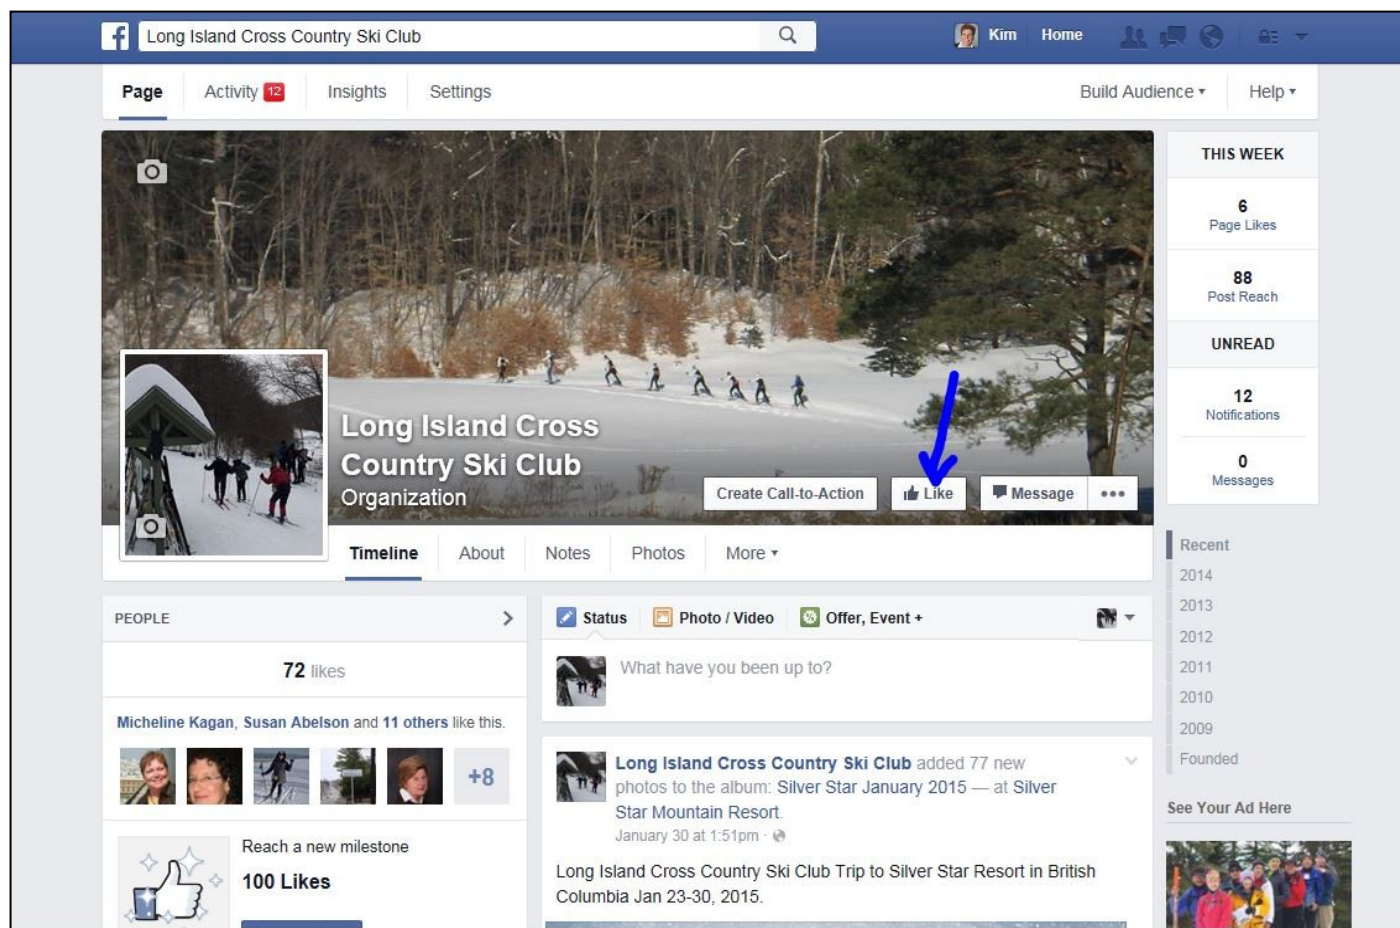 Long Island Cross Country Ski Club
Kim Home
Page Activity 12 Insights Settings Build Audience Help
THIS WEEK
6
Page Likes
88
Post Reach
UNREAD
12
Notifications
0
Messages
Long Island Cross
Country Ski Club
Organization
Create Call-to-Action Like Message
Timeline About Notes Photos More
Recent
2014
2013
2012
2011
2010
2009
Founded
See Your Ad Here
PEOPLE
72 likes
Micheline Kagan, Susan Abelson and 11 others like this.
+8
Reach a new milestone
100 Likes
Status Photo / Video Offer, Event +
What have you been up to?
Long Island Cross Country Ski Club added 77 new
photos to the album: Silver Star January 2015 — at Silver
Star Mountain Resort.
January 30 at 1:51pm ·
Long Island Cross Country Ski Club Trip to Silver Star Resort in British
Columbia Jan 23-30, 2015.